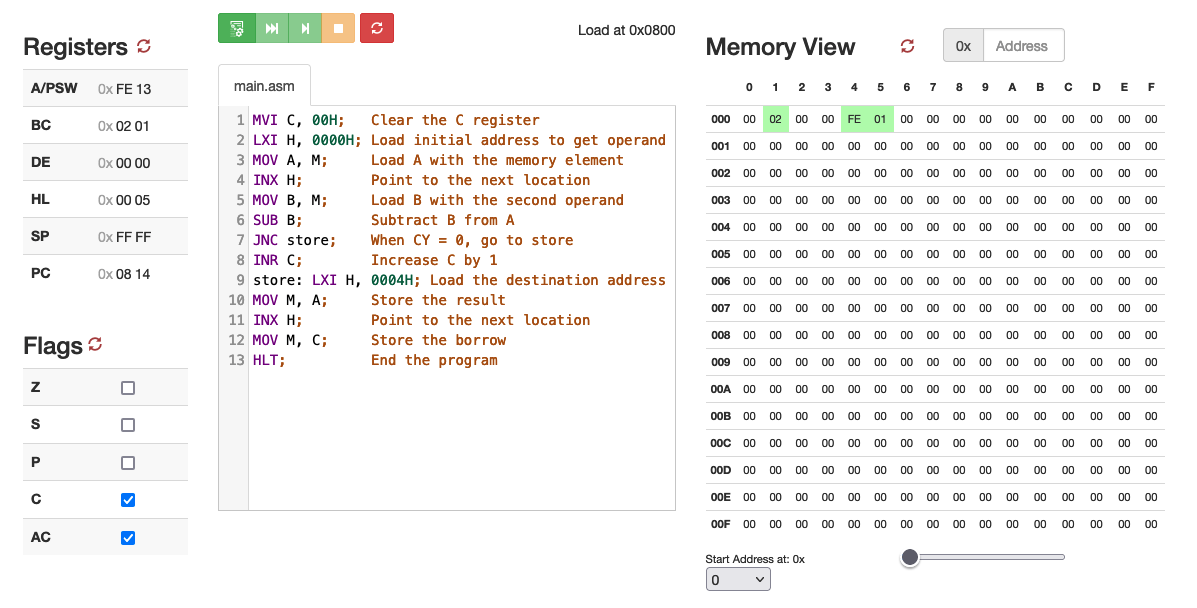 Load at 0x0800
Registers
A/PSW 0x FE 13
BC 0x 02 01
DE 0x 00 00
HL 0x 00 05
SP 0x FF FF
PC 0x 08 14
Flags
Z
S
P
C
AC
main.asm
1 MVI C, 00H; Clear the C register
2 LXI H, 0000H; Load initial address to get operand
3 MOV A, M; Load A with the memory element
4 INX H; Point to the next location
5 MOV B, M; Load B with the second operand
6 SUB B; Subtract B from A
7 JNC store; When CY = 0, go to store
8 INR C; Increase C by 1
9 store: LXI H, 0004H; Load the destination address
10 MOV M, A; Store the result
11 INX H; Point to the next location
12 MOV M, C; Store the borrow
13 HLT; End the program
Memory View
0x Address
0 1 2 3 4 5 6 7 8 9 A B C D E F
000 00 02 00 00 FE 01 00 00 00 00 00 00 00 00 00 00
001 00 00 00 00 00 00 00 00 00 00 00 00 00 00 00 00
002 00 00 00 00 00 00 00 00 00 00 00 00 00 00 00 00
003 00 00 00 00 00 00 00 00 00 00 00 00 00 00 00 00
004 00 00 00 00 00 00 00 00 00 00 00 00 00 00 00 00
005 00 00 00 00 00 00 00 00 00 00 00 00 00 00 00 00
006 00 00 00 00 00 00 00 00 00 00 00 00 00 00 00 00
007 00 00 00 00 00 00 00 00 00 00 00 00 00 00 00 00
008 00 00 00 00 00 00 00 00 00 00 00 00 00 00 00 00
009 00 00 00 00 00 00 00 00 00 00 00 00 00 00 00 00
00A 00 00 00 00 00 00 00 00 00 00 00 00 00 00 00 00
00B 00 00 00 00 00 00 00 00 00 00 00 00 00 00 00 00
00C 00 00 00 00 00 00 00 00 00 00 00 00 00 00 00 00
00D 00 00 00 00 00 00 00 00 00 00 00 00 00 00 00 00
00E 00 00 00 00 00 00 00 00 00 00 00 00 00 00 00 00
00F 00 00 00 00 00 00 00 00 00 00 00 00 00 00 00 00
Start Address at: 0x
0